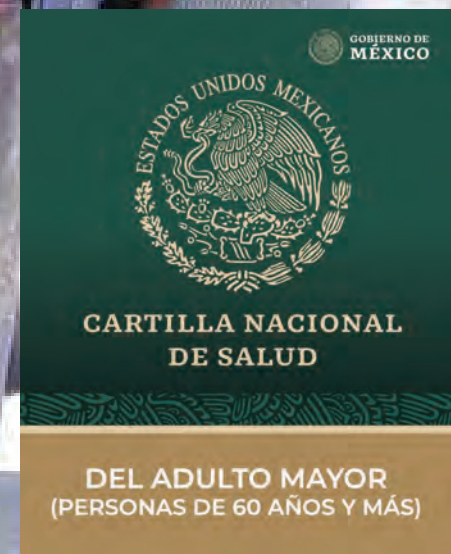 GOBIERNO DE
MÉXICO
ESTADOS UNIDOS MEXICANOS
CARTILLA NACIONAL
DE SALUD
DEL ADULTO MAYOR
(PERSONAS DE 60 AÑOS Y MÁS)